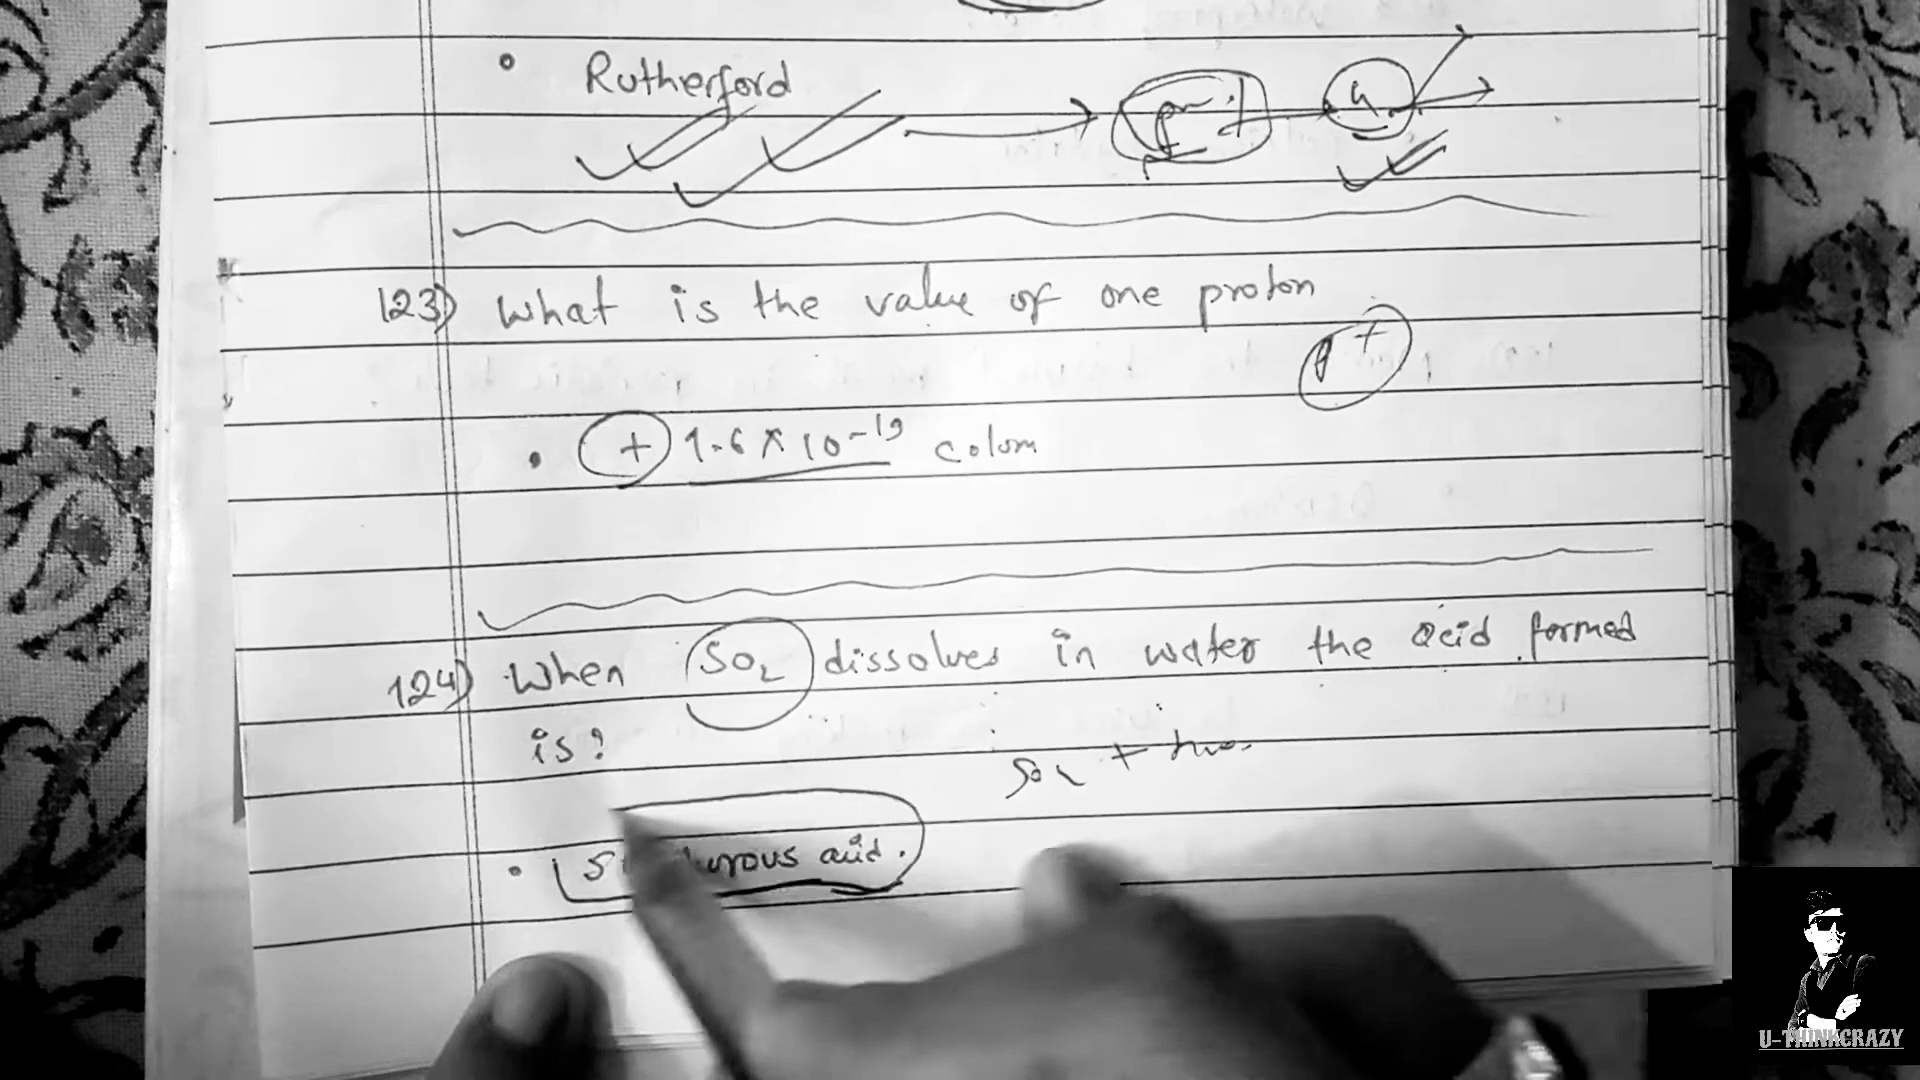 • Rutherford
123) What is the value of one proton
p+
• + 1.6 × 10-19 colom
124) When SO2 dissolves in water the acid formed
is?
SO2 +
• acid.
U-THINKCRAZY